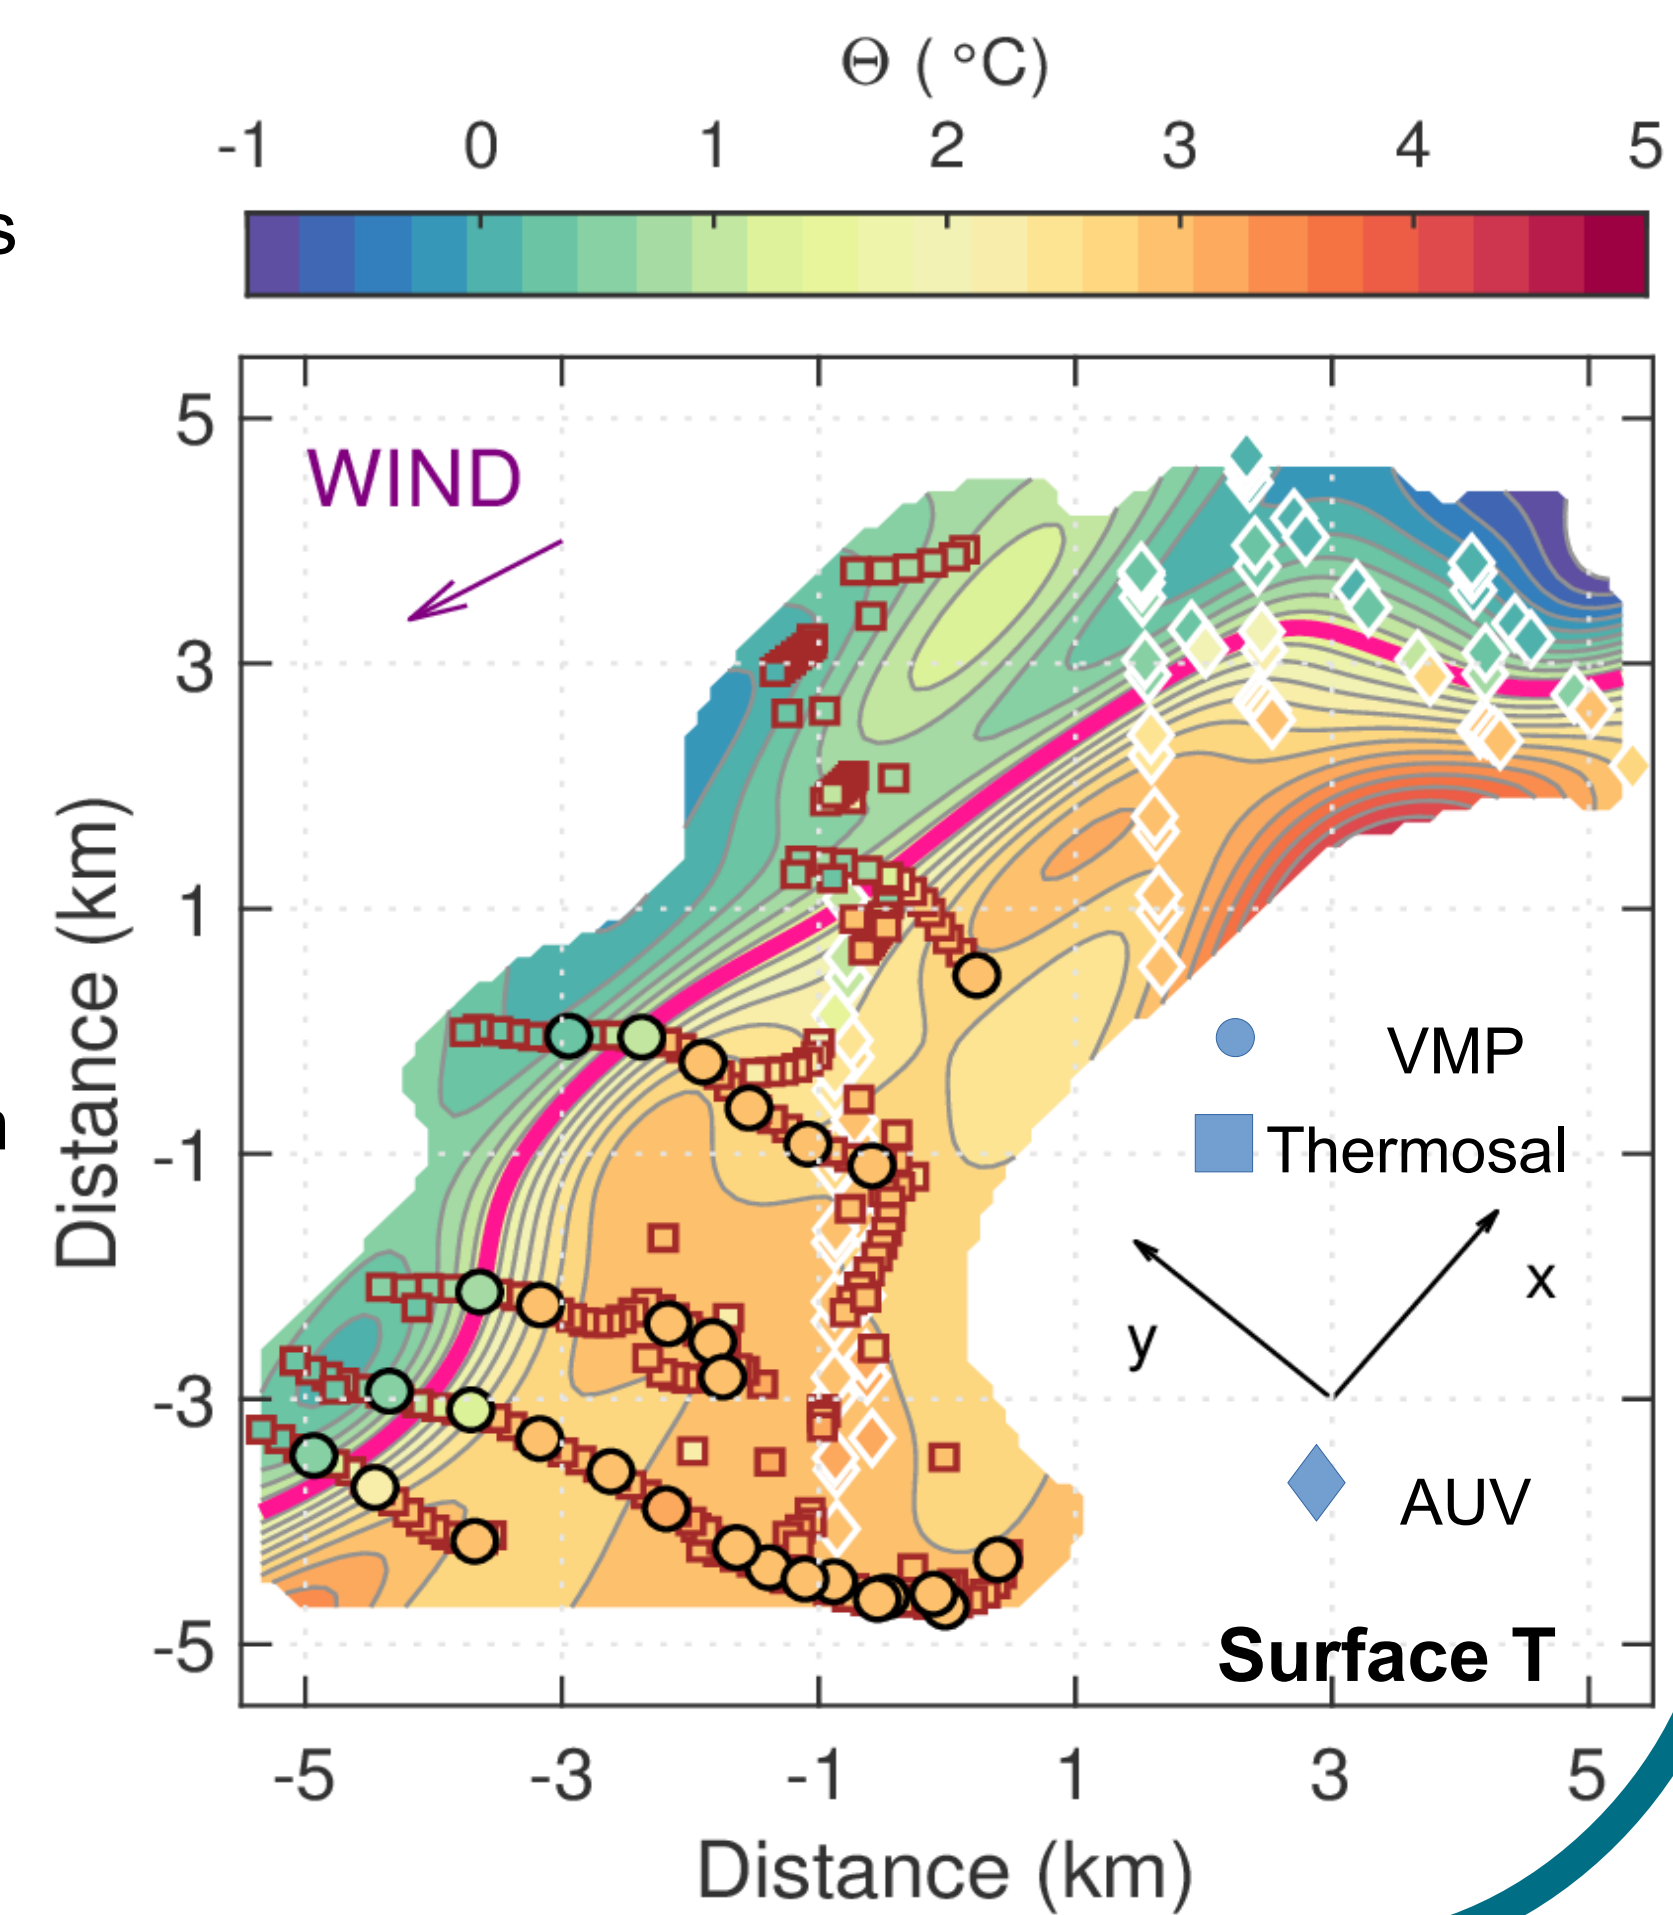 Θ ( °C)
-1 0 1 2 3 4 5
s
5
WIND
3
1
-1
-3
-5
Distance (km)
VMP
Thermosal
x
y
AUV
Surface T
-5 -3 -1 1 3 5
Distance (km)